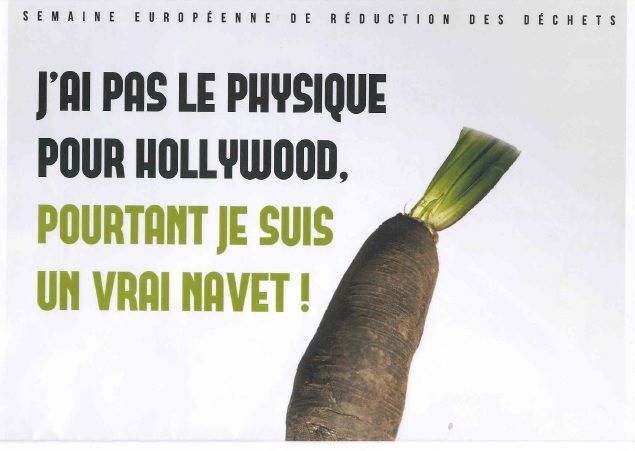 SEMAINE EUROPÉENNE DE RÉDUCTION DES DÉCHETS
J'AI PAS LE PHYSIQUE
POUR HOLLYWOOD,
POURTANT JE SUIS
UN VRAI NAVET !